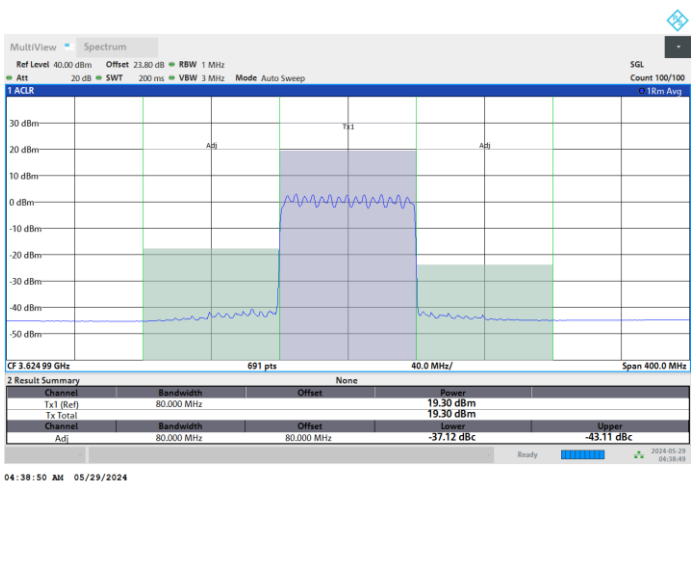 MultiView Spectrum
Ref Level 40.00 dBm Offset 23.80 dB RBW 1 MHz SGL
Att 20 dB SWT 200 ms VBW 3 MHz Mode Auto Sweep Count 100/100
1 ACLR 1Rm Avg
30 dBm
Tx1
20 dBm
Adj Adj
10 dBm
0 dBm
-10 dBm
-20 dBm
-30 dBm
-40 dBm
-50 dBm
CF 3.624 99 GHz 691 pts 40.0 MHz/ Span 400.0 MHz
2 Result Summary None
Channel Bandwidth Offset Power
Tx1 (Ref) 80.000 MHz 19.30 dBm
Tx Total 19.30 dBm
Channel Bandwidth Offset Lower Upper
Adj 80.000 MHz 80.000 MHz -37.12 dBc -43.11 dBc
Ready 2024-05-29
04:38:49
04:38:50 AM 05/29/2024